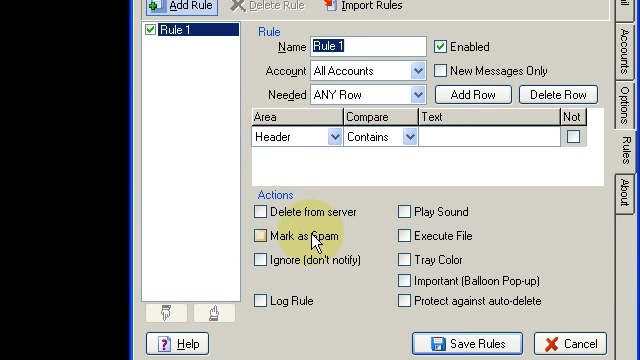 Add Rule Delete Rule Import Rules
Rule 1
Rule
Name Rule 1 Enabled
Account All Accounts New Messages Only
Needed ANY Row Add Row Delete Row
Area Compare Text Not
Header Contains
Actions
Delete from server Play Sound
Mark as Spam Execute File
Ignore (don't notify) Tray Color
Important (Balloon Pop-up)
Log Rule Protect against auto-delete
Help Save Rules Cancel
Accounts
Options
Rules
About